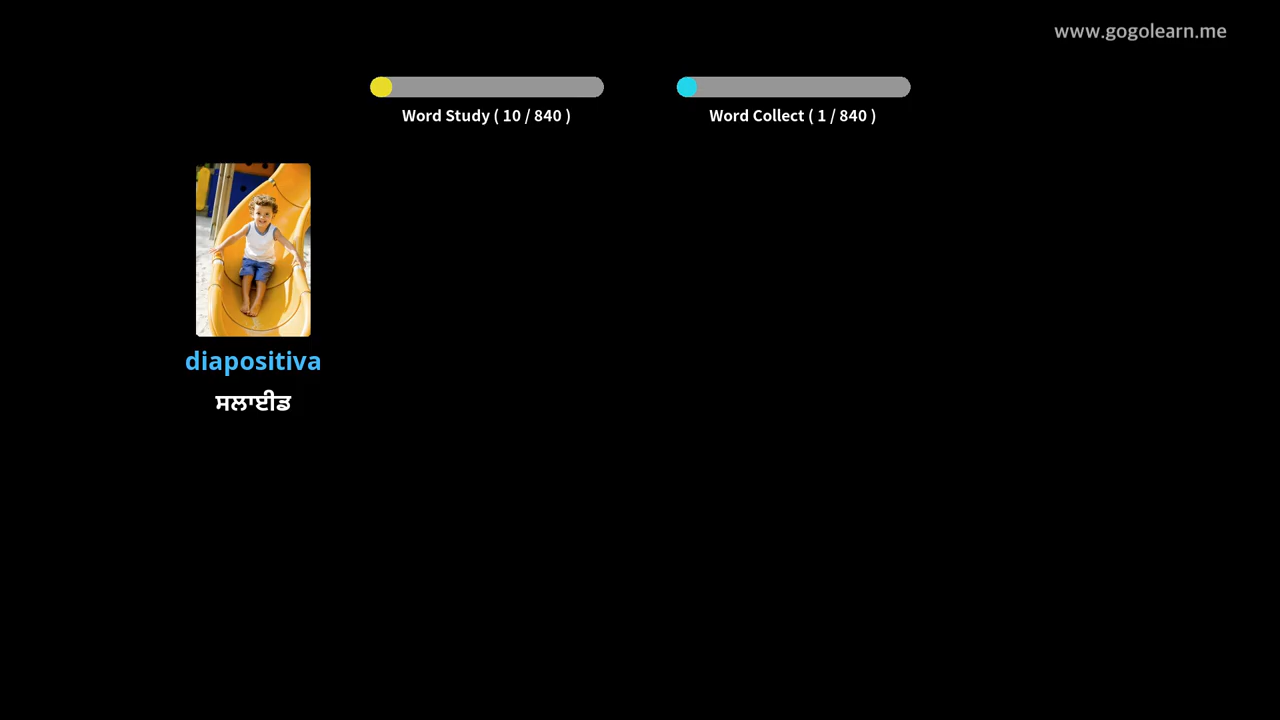 www.gogolearn.me
Word Study ( 10 / 840 )
Word Collect ( 1 / 840 )
diapositiva
ਸਲਾਈਡ